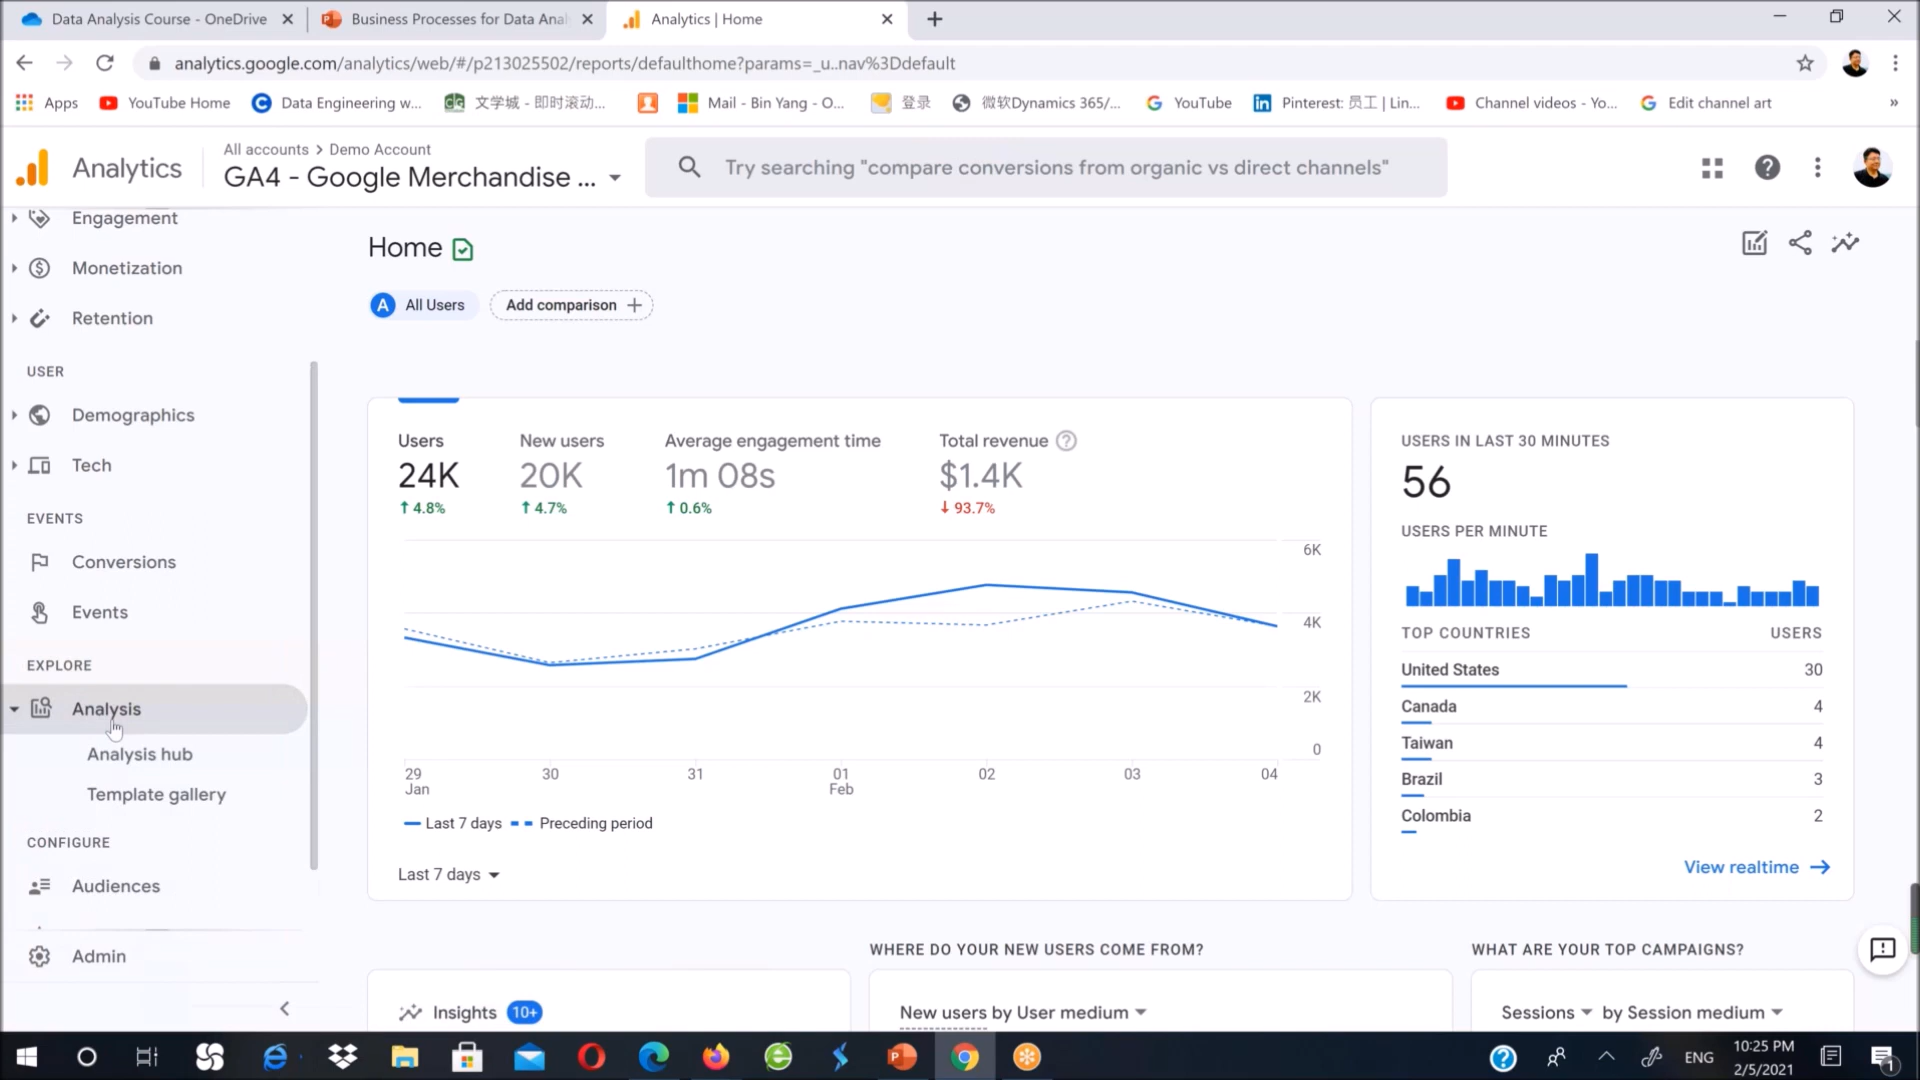 Data Analysis Course - OneDrive
Business Processes for Data Anal
Analytics | Home
analytics.google.com/analytics/web/#/p213025502/reports/defaulthome?params=_u..nav%3Ddefault
Apps
YouTube Home
Data Engineering w...
文学城 - 即时滚动...
Mail - Bin Yang - O...
登录
微软Dynamics 365/...
YouTube
Pinterest: 员工 | Lin...
Channel videos - Yo...
Edit channel art
»
Analytics
All accounts > Demo Account
GA4 - Google Merchandise ...
Try searching "compare conversions from organic vs direct channels"
Engagement
Monetization
Retention
USER
Demographics
Tech
EVENTS
Conversions
Events
EXPLORE
Analysis
Analysis hub
Template gallery
CONFIGURE
Audiences
Admin
Home
A All Users
Add comparison +
Users
24K
↑ 4.8%
New users
20K
↑ 4.7%
Average engagement time
1m 08s
↑ 0.6%
Total revenue ?
$1.4K
↓ 93.7%
6K
4K
2K
0
29 Jan
30
31
01 Feb
02
03
04
Last 7 days
Preceding period
Last 7 days
USERS IN LAST 30 MINUTES
56
USERS PER MINUTE
TOP COUNTRIES USERS
United States 30
Canada 4
Taiwan 4
Brazil 3
Colombia 2
View realtime →
Insights 10+
WHERE DO YOUR NEW USERS COME FROM?
New users by User medium
WHAT ARE YOUR TOP CAMPAIGNS?
Sessions by Session medium
ENG
10:25 PM
2/5/2021
1